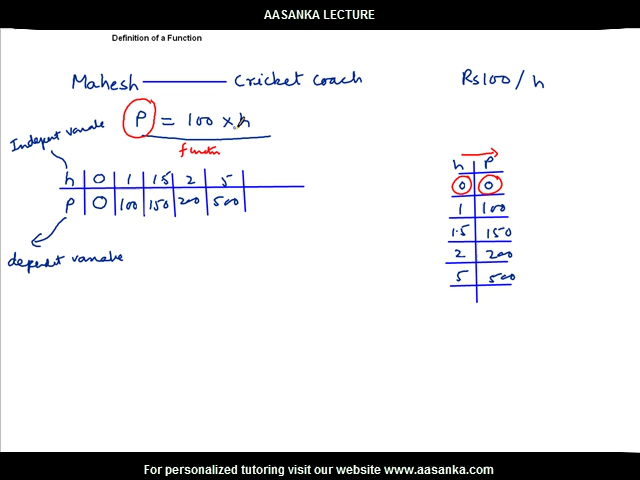 AASANKA LECTURE
Definition of a Function
Mahesh Cricket coach Rs100 / h
P = 100 x h
functn
Indepent variable
h 0 1 1.5 2 5
P 0 100 150 200 500
depedent variable
h P
0 0
1 100
1.5 150
2 200
5 500
For personalized tutoring visit our website www.aasanka.com